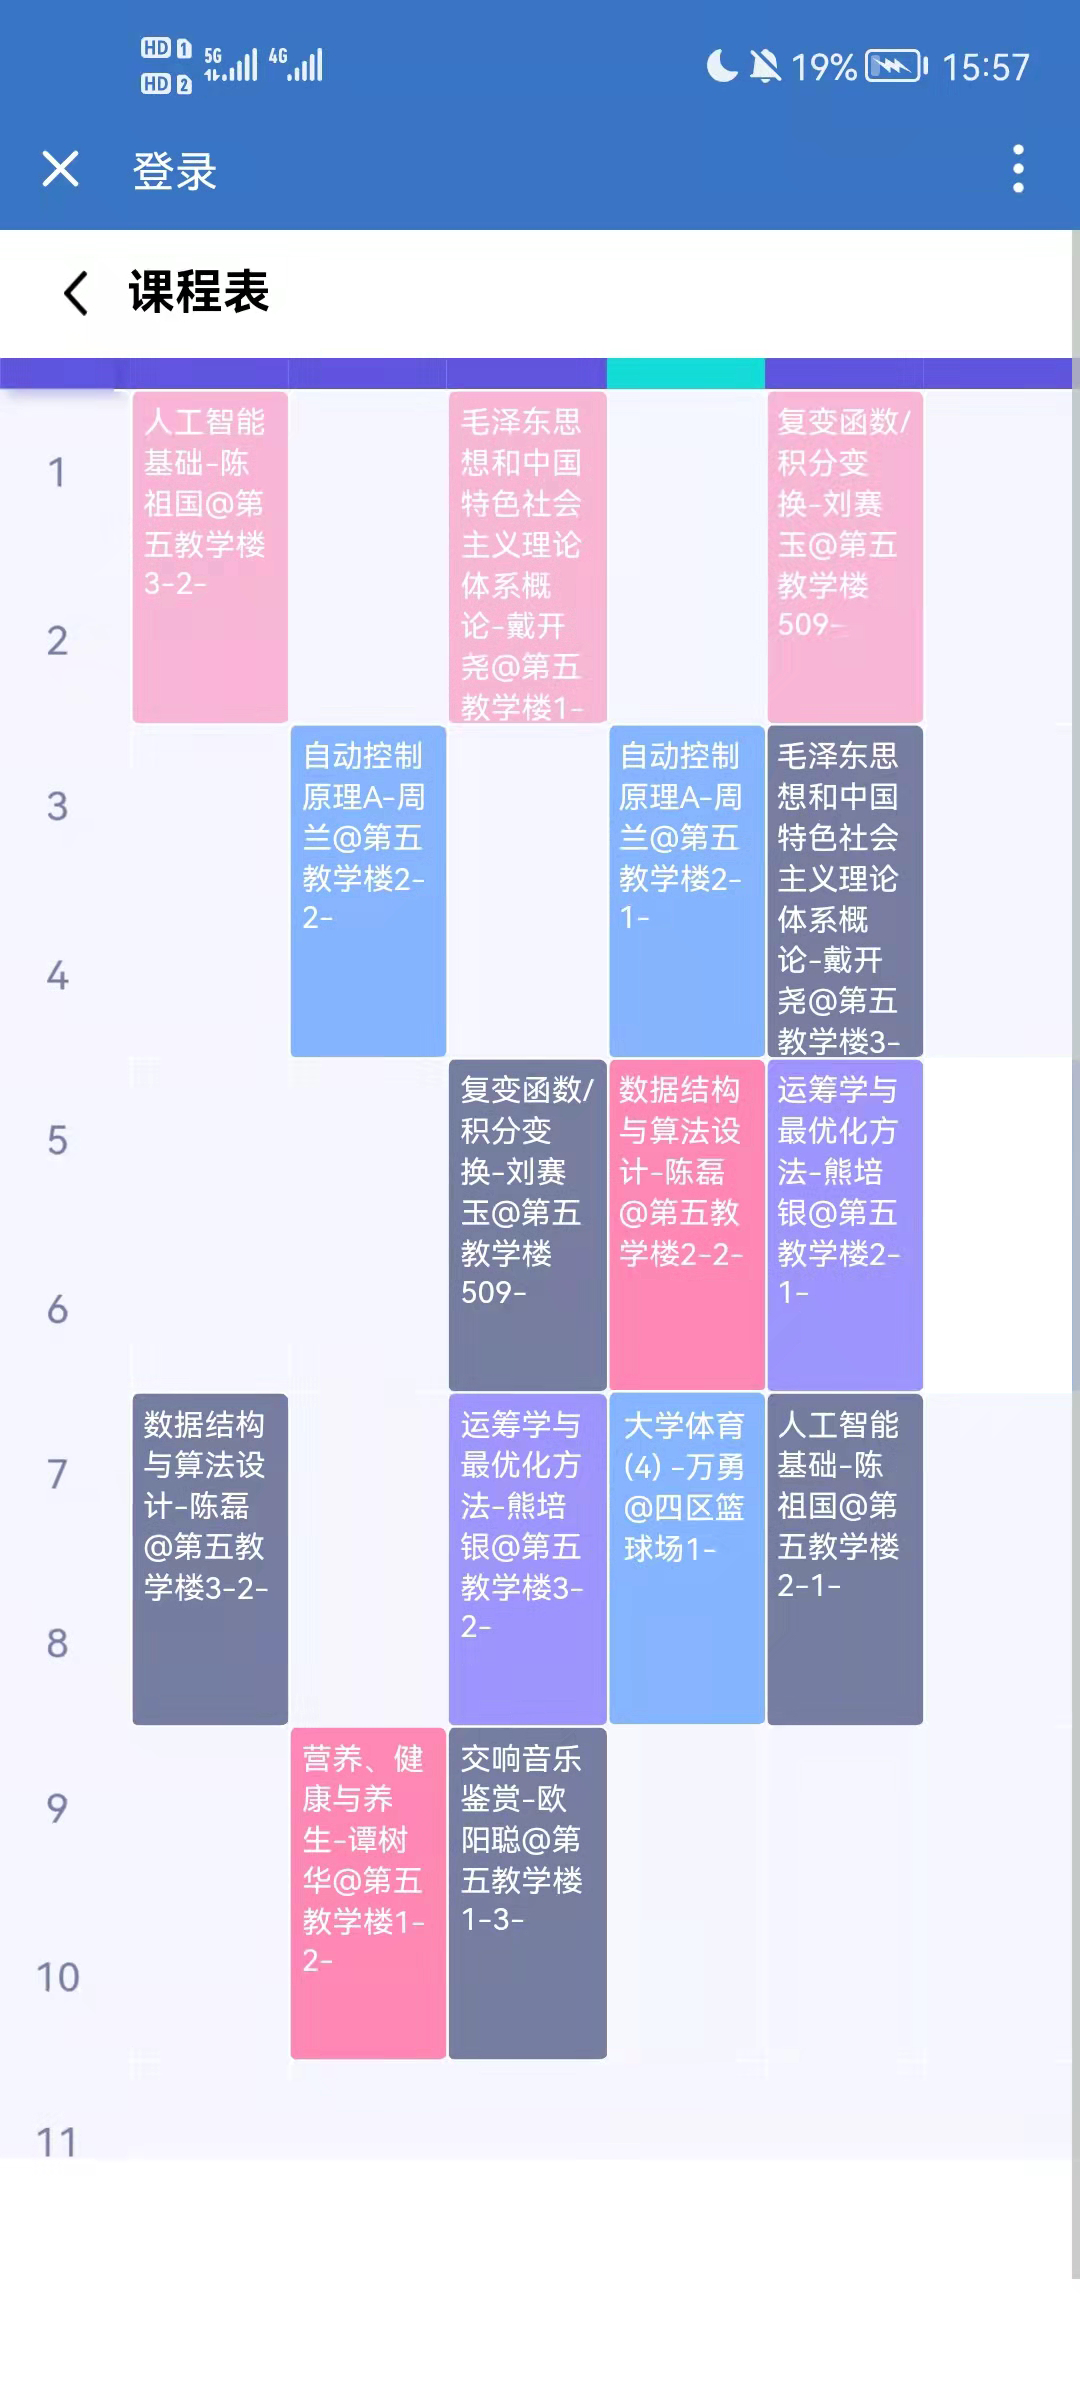 HD 1 5G 4G 19% 15:57
HD 2
登录
课程表
1
2
3
4
5
6
7
8
9
10
11
人工智能
基础-陈
祖国@第
五教学楼
3-2-
毛泽东思
想和中国
特色社会
主义理论
体系概
论-戴开
尧@第五
教学楼1-
复变函数/
积分变
换-刘赛
玉@第五
教学楼
509-
自动控制
原理A-周
兰@第五
教学楼2-
2-
自动控制
原理A-周
兰@第五
教学楼2-
1-
毛泽东思
想和中国
特色社会
主义理论
体系概
论-戴开
尧@第五
教学楼3-
复变函数/
积分变
换-刘赛
玉@第五
教学楼
509-
数据结构
与算法设
计-陈磊
@第五教
学楼2-2-
运筹学与
最优化方
法-熊培
银@第五
教学楼2-
1-
数据结构
与算法设
计-陈磊
@第五教
学楼3-2-
运筹学与
最优化方
法-熊培
银@第五
教学楼3-
2-
大学体育
(4) -万勇
@四区篮
球场1-
人工智能
基础-陈
祖国@第
五教学楼
2-1-
营养、健
康与养
生-谭树
华@第五
教学楼1-
2-
交响音乐
鉴赏-欧
阳聪@第
五教学楼
1-3-